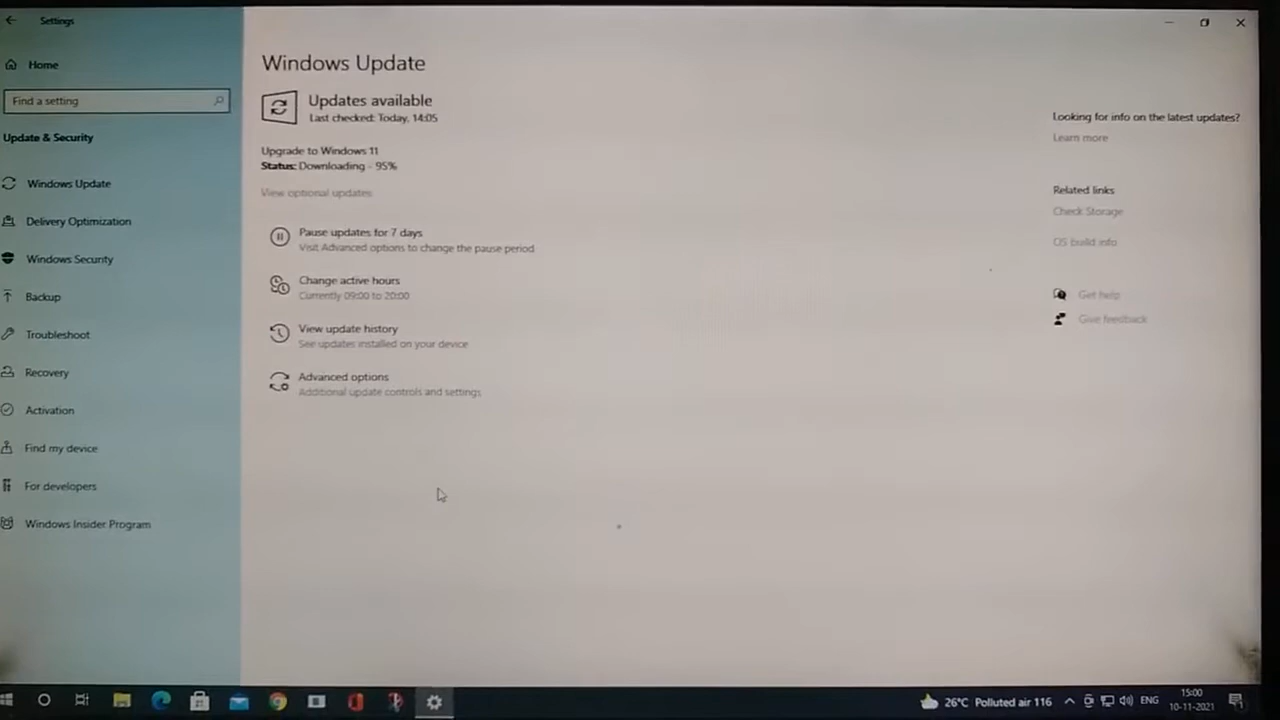 Settings
Home
Find a setting
Update & Security
Windows Update
Delivery Optimization
Windows Security
Backup
Troubleshoot
Recovery
Activation
Find my device
For developers
Windows Insider Program
Windows Update
Updates available
Last checked: Today, 14:05
Upgrade to Windows 11
Status: Downloading - 95%
View optional updates
Pause updates for 7 days
Visit Advanced options to change the pause period
Change active hours
Currently 09:00 to 20:00
View update history
See updates installed on your device
Advanced options
Additional update controls and settings
Looking for info on the latest updates?
Learn more
Related links
Check Storage
OS build info
Get help
Give feedback
26°C Polluted air 116
ENG
15:00
10-11-2021